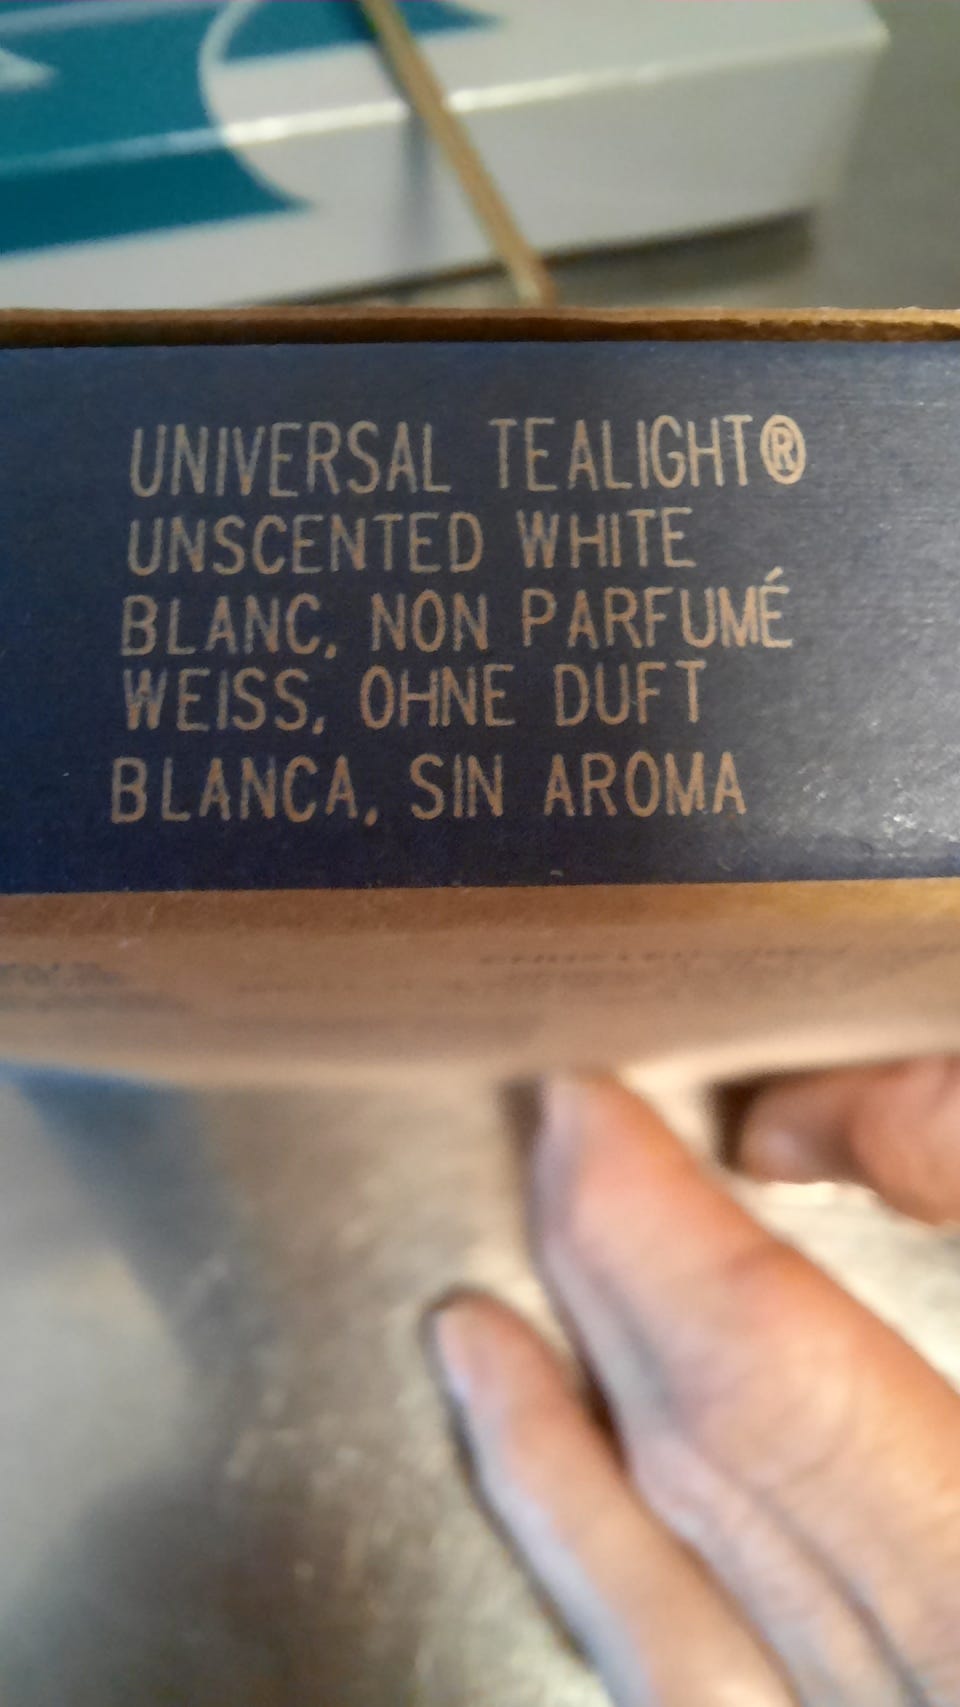 UNIVERSAL TEALIGHT®
UNSCENTED WHITE
BLANC, NON PARFUMÉ
WEISS, OHNE DUFT
BLANCA, SIN AROMA